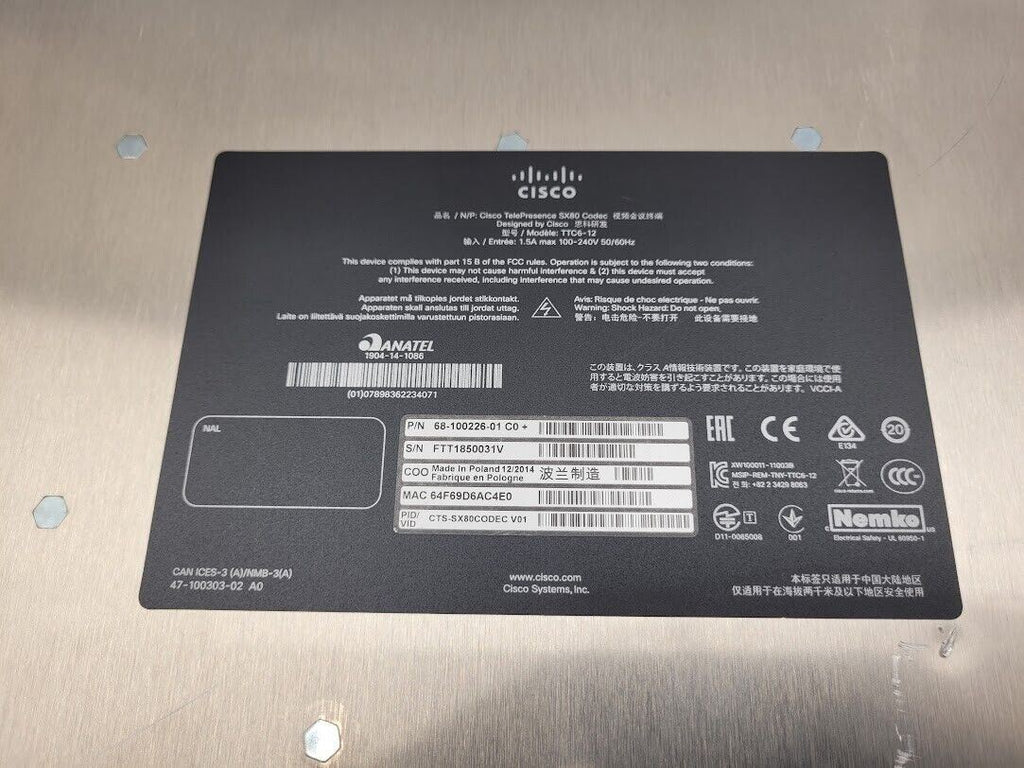 CISCO
品名 / N/P: Cisco TelePresence SX80 Codec 视频会议终端
Designed by Cisco 思科研发
型号 / Modèle: TTC6-12
输入 / Entrée: 1.5A max 100-240V 50/60Hz
This device complies with part 15 B of the FCC rules. Operation is subject to the following two conditions:
(1) This device may not cause harmful interference & (2) this device must accept
any interference received, including interference that may cause undesired operation.
Apparatet må tilkoples jordet stikkontakt.
Apparaten skall anslutas till jordat uttag.
Laite on liitettävä suojakoskettimilla varustettuun pistorasiaan.
Avis: Risque de choc electrique - Ne pas ouvrir.
Warning: Shock Hazard: Do not open.
警告: 电击危险-不要打开 此设备需要接地
ANATEL
1904-14-1086
(01)07898362234071
この装置は、クラス A情報技術装置です。この装置を家庭環境で使
用すると電波妨害を引き起こすことがあります。この場合には使用
者が適切な対策を講ずるよう要求されることがあります。 VCCI-A
NAL
P/N 68-100226-01 C0 +
S/N FTT1850031V
COO Made In Poland 12/2014 波兰制造
Fabrique en Pologne
MAC 64F69D6AC4E0
PID/VID CTS-SX80CODEC V01
EAC CE E134 20
XW100011-11003B
MSIP-REM-TNY-TTC6-12
전 화: +82 2 3429 8063
CCC
D11-0065008 T
001
c Nemko us
Electrical Safety - UL 60950-1
CAN ICES-3 (A)/NMB-3(A)
47-100303-02 A0
www.cisco.com
Cisco Systems, Inc.
本标签只适用于中国大陆地区
仅适用于在海拔两千米及以下地区安全使用